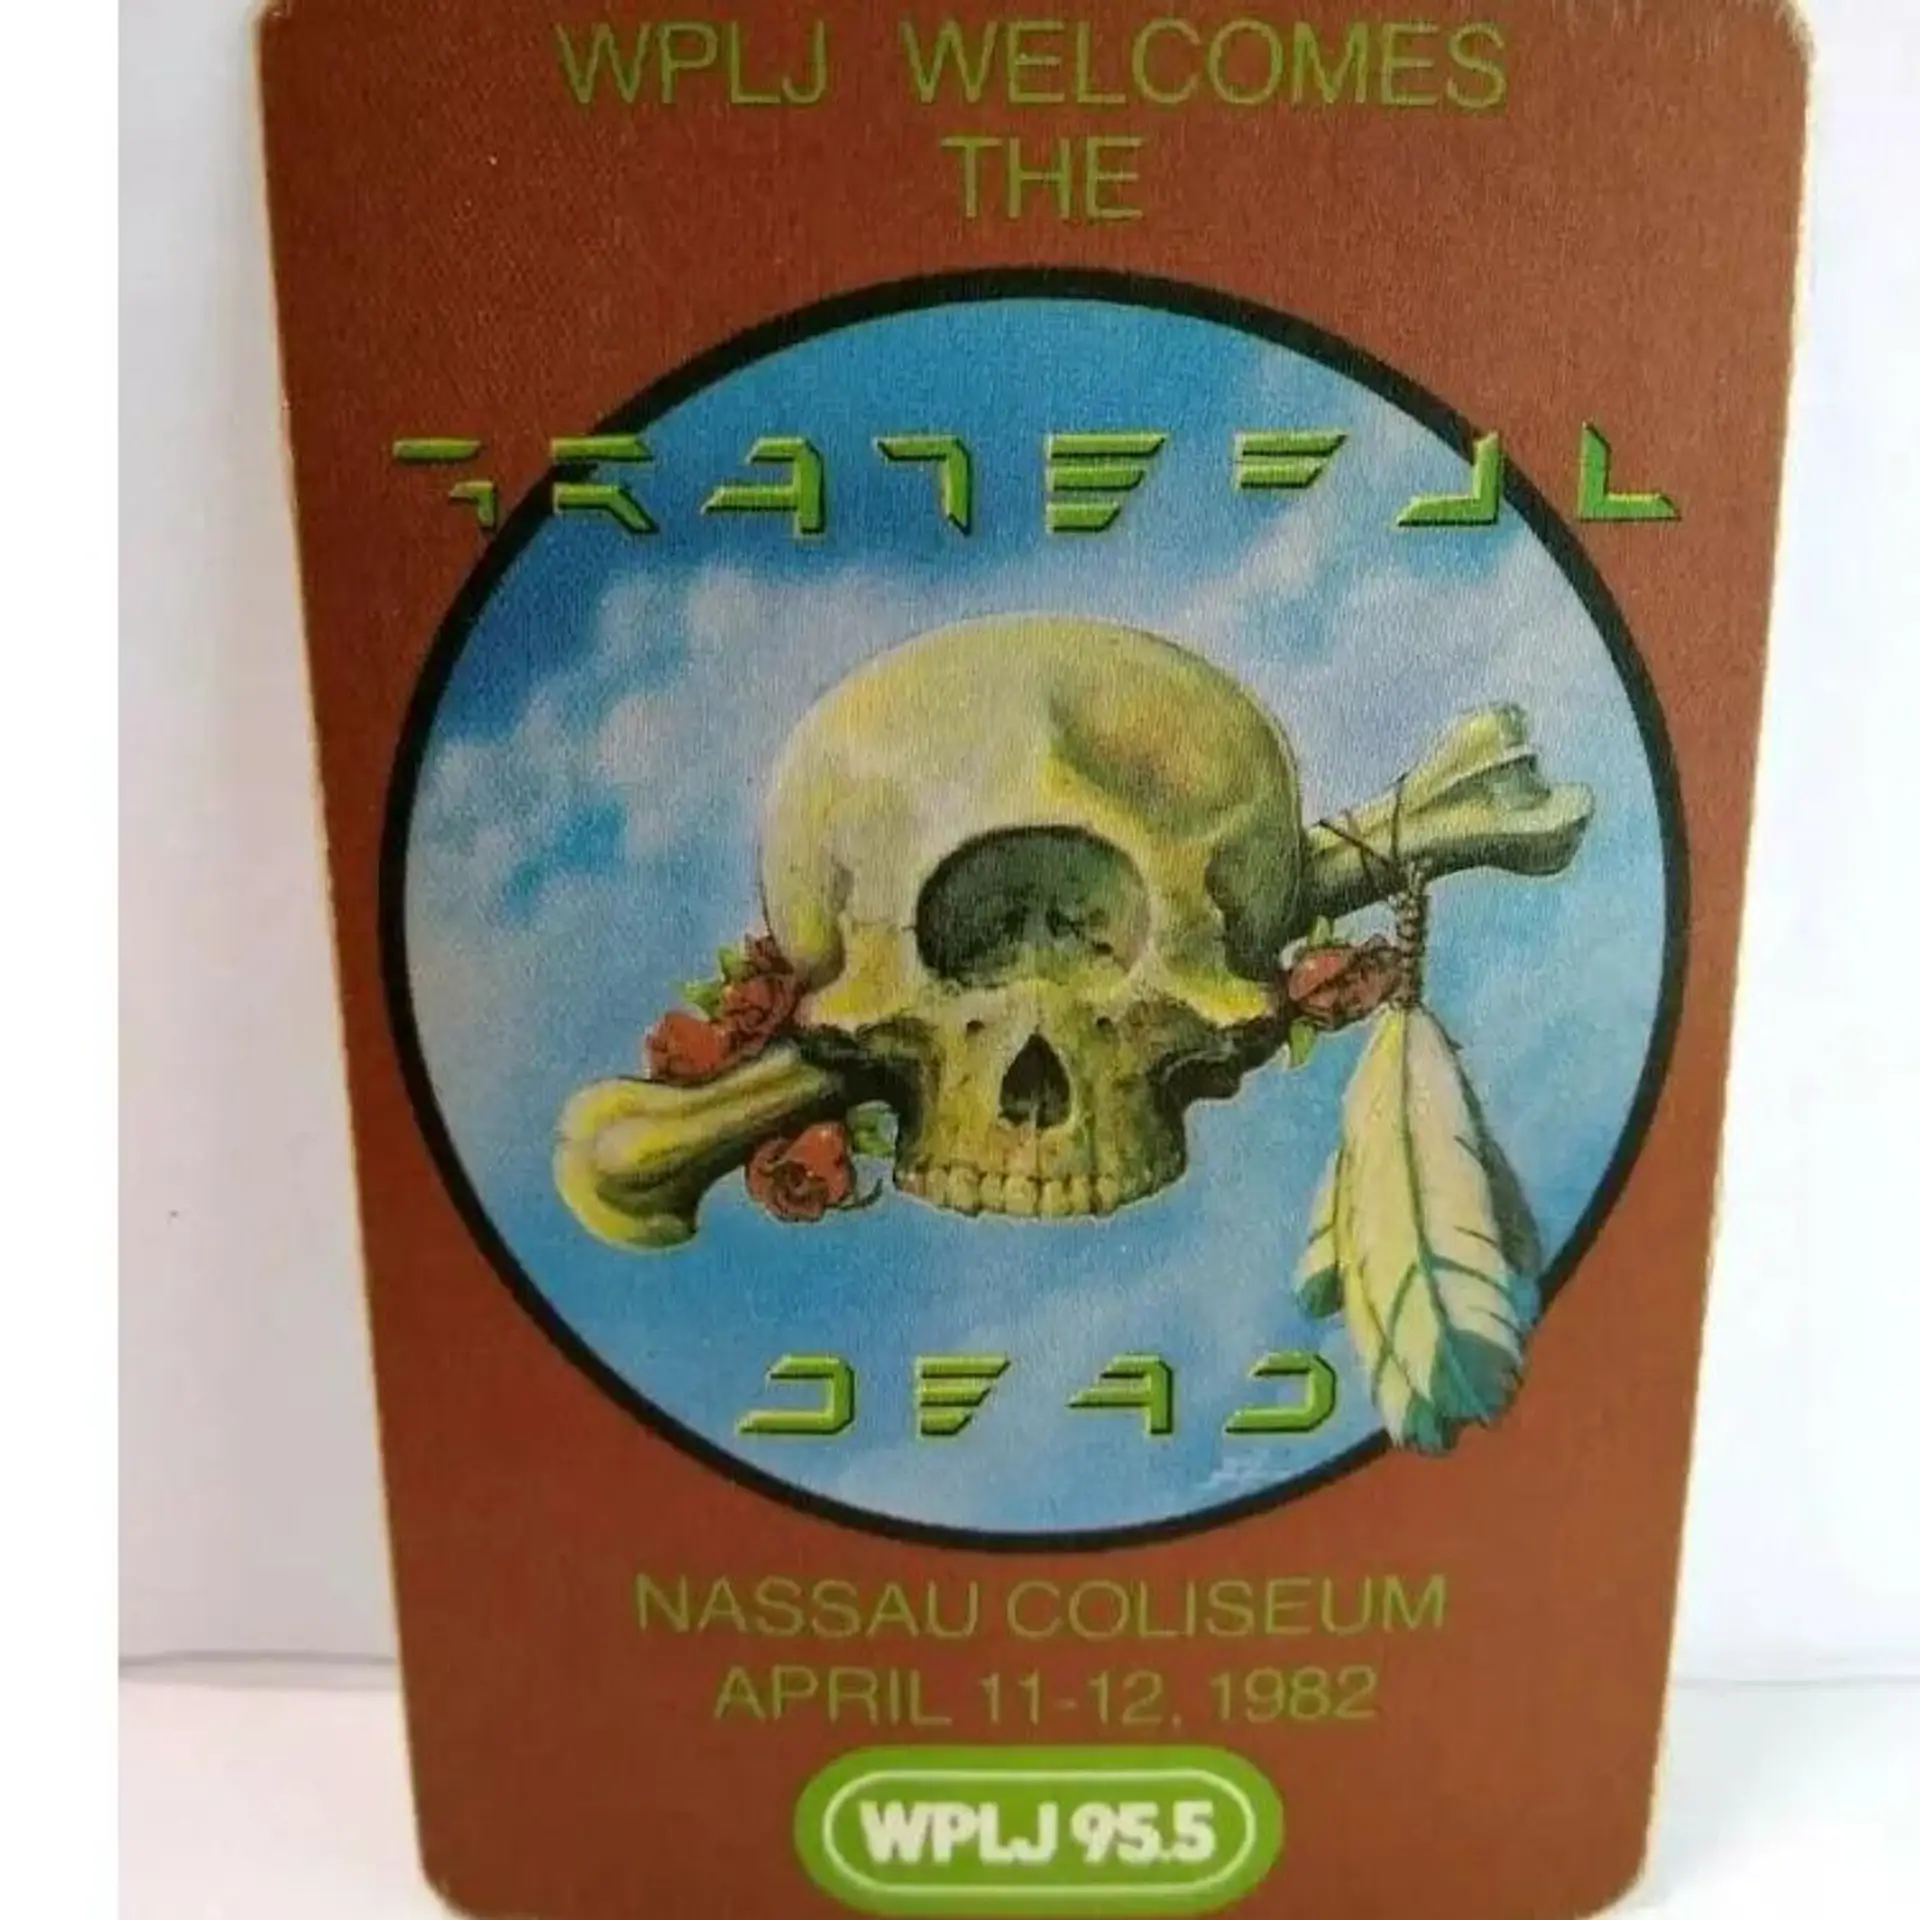 WPLJ WELCOMES
THE
GRATEFUL
DEAD
NASSAU COLISEUM
APRIL 11-12, 1982
WPLJ 95.5